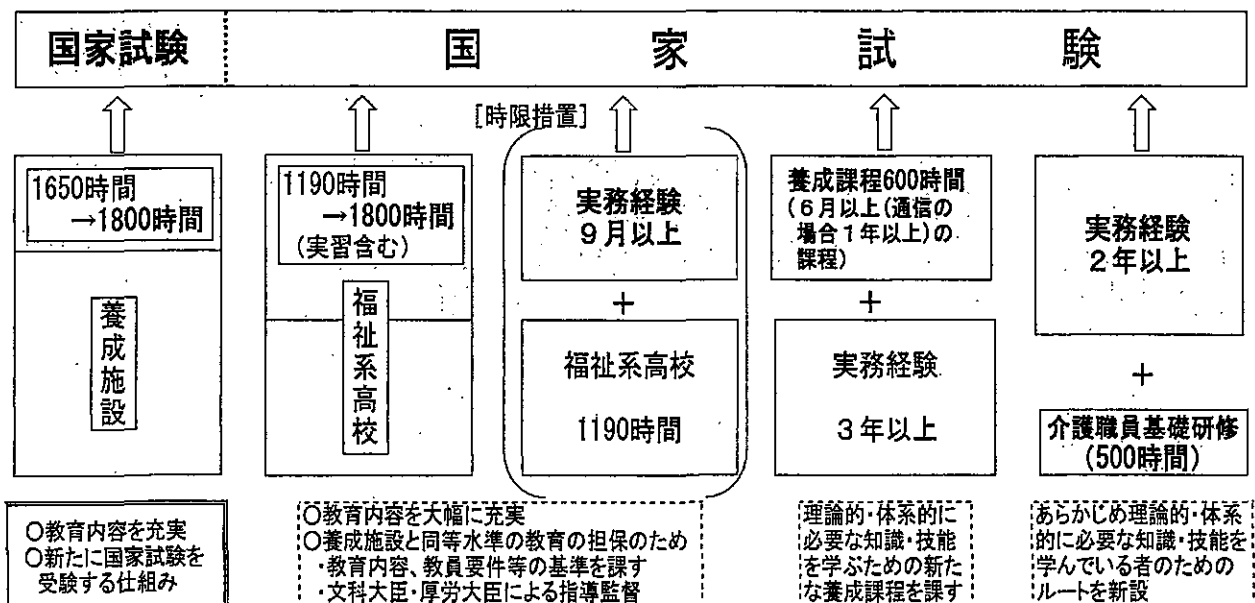 国家試験
国家試験
[時限措置]
1650時間
→1800時間
養成施設
1190時間
→1800時間
(実習含む)
福祉系高校
実務経験
9月以上
+
福祉系高校
1190時間
養成課程600時間
(6月以上(通信の
場合1年以上)の
課程)
+
実務経験
3年以上
実務経験
2年以上
+
介護職員基礎研修
(500時間)
○教育内容を充実
○新たに国家試験を
受験する仕組み
○教育内容を大幅に充実
○養成施設と同等水準の教育の担保のため
・教育内容、教員要件等の基準を課す
・文科大臣・厚労大臣による指導監督
理論的・体系的に
必要な知識・技能
を学ぶための新た
な養成課程を課す
あらかじめ理論的・体系
的に必要な知識・技能を
学んでいる者のための
ルートを新設